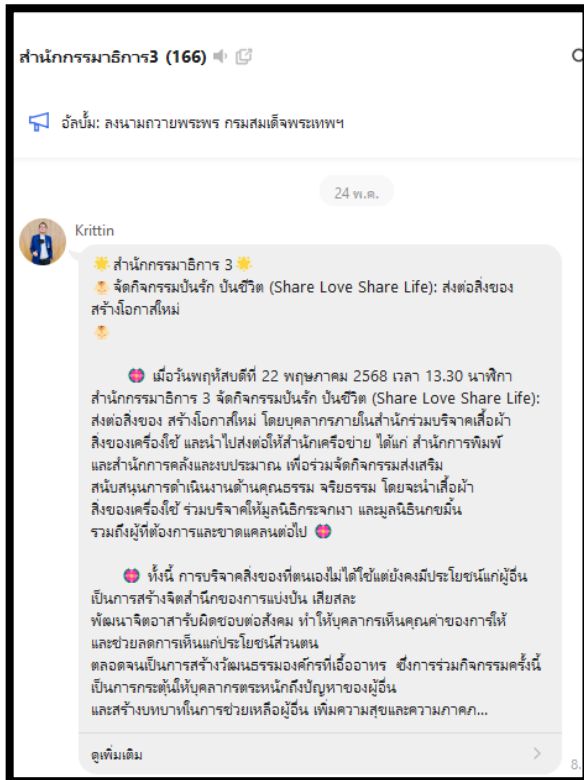 สำนักกรรมาธิการ3 (166)
อัลบั้ม: ลงนามถวายพระพร กรมสมเด็จพระเทพฯ
24 พ.ค.
Krittin
🌟 สำนักกรรมาธิการ 3 🌟
จัดกิจกรรมปันรัก ปันชีวิต (Share Love Share Life): ส่งต่อสิ่งของ
สร้างโอกาสใหม่
เมื่อวันพฤหัสบดีที่ 22 พฤษภาคม 2568 เวลา 13.30 นาฬิกา
สำนักกรรมาธิการ 3 จัดกิจกรรมปันรัก ปันชีวิต (Share Love Share Life):
ส่งต่อสิ่งของ สร้างโอกาสใหม่ โดยบุคลากรภายในสำนักร่วมบริจาคเสื้อผ้า
สิ่งของเครื่องใช้ และนำไปส่งต่อให้สำนักเครือข่าย ได้แก่ สำนักการพิมพ์
และสำนักการคลังและงบประมาณ เพื่อร่วมจัดกิจกรรมส่งเสริม
สนับสนุนการดำเนินงานด้านคุณธรรม จริยธรรม โดยจะนำเสื้อผ้า
สิ่งของเครื่องใช้ ร่วมบริจาคให้มูลนิธิกระจกเงา และมูลนิธินกขมิ้น
รวมถึงผู้ที่ต้องการและขาดแคลนต่อไป
ทั้งนี้ การบริจาคสิ่งของที่ตนเองไม่ได้ใช้แต่ยังคงมีประโยชน์แก่ผู้อื่น
เป็นการสร้างจิตสำนึกของการแบ่งปัน เสียสละ
พัฒนาจิตอาสารับผิดชอบต่อสังคม ทำให้บุคลากรเห็นคุณค่าของการให้
และช่วยลดการเห็นแก่ประโยชน์ส่วนตน
ตลอดจนเป็นการสร้างวัฒนธรรมองค์กรที่เอื้ออาทร ซึ่งการร่วมกิจกรรมครั้งนี้
เป็นการกระตุ้นให้บุคลากรตระหนักถึงปัญหาของผู้อื่น
และสร้างบทบาทในการช่วยเหลือผู้อื่น เพิ่มความสุขและความภาคภ...
ดูเพิ่มเติม